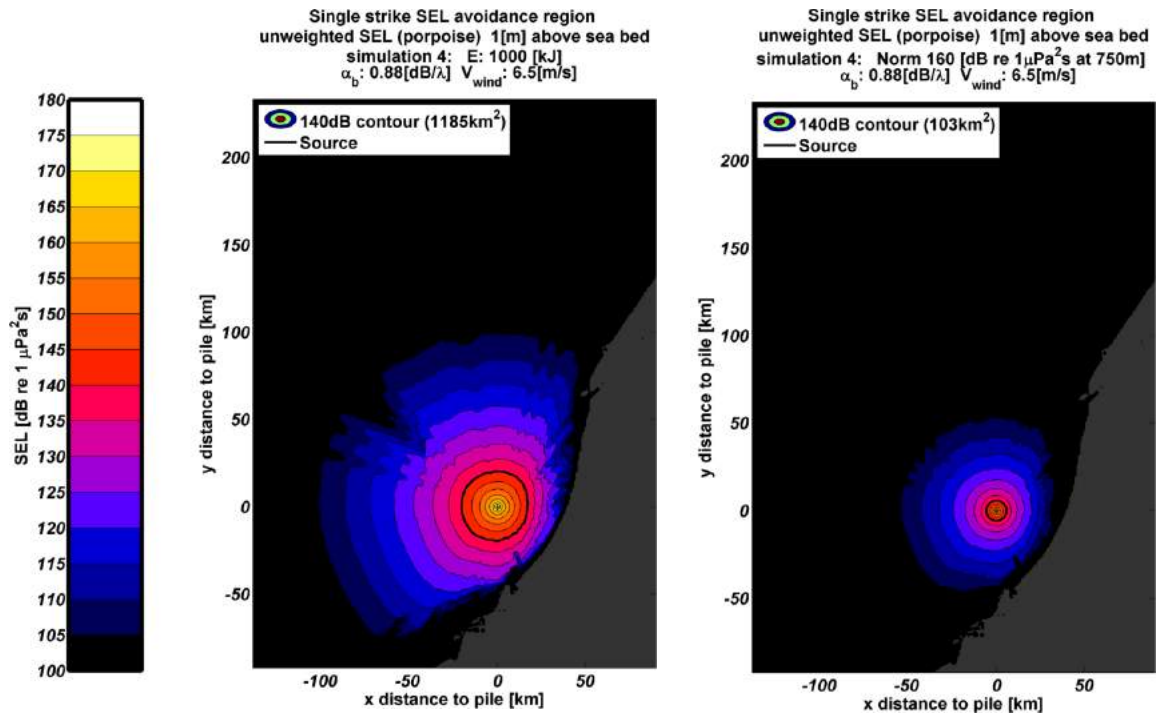 Single strike SEL avoidance region
unweighted SEL (porpoise) 1[m] above sea bed
simulation 4: E: 1000 [kJ]
α_b: 0.88[dB/λ] V_wind: 6.5[m/s]
Single strike SEL avoidance region
unweighted SEL (porpoise) 1[m] above sea bed
simulation 4: Norm 160 [dB re 1μPa²s at 750m]
α_b: 0.88[dB/λ] V_wind: 6.5[m/s]
180
175
170
165
160
155
150
145
140
135
130
125
120
115
110
105
100
SEL [dB re 1 μPa²s]
140dB contour (1185km²)
Source
200
150
100
50
0
-50
y distance to pile [km]
-100
-50
0
50
x distance to pile [km]
140dB contour (103km²)
Source
200
150
100
50
0
-50
y distance to pile [km]
-100
-50
0
50
x distance to pile [km]